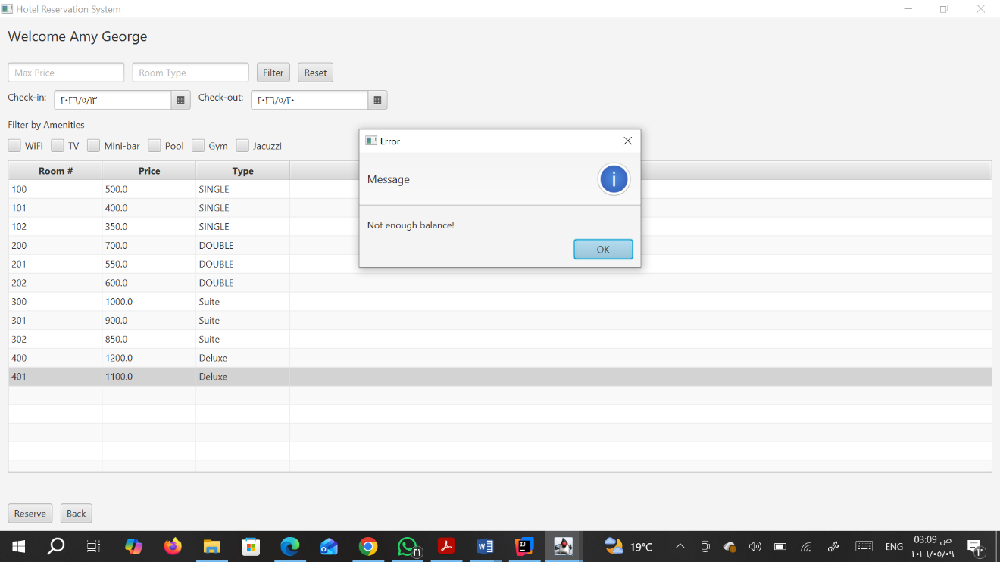 Hotel Reservation System
Welcome Amy George
Max Price Room Type Filter Reset
Check-in: ٢٠٢٦/٥/١٣ Check-out: ٢٠٢٦/٥/٢٠
Filter by Amenities
WiFi TV Mini-bar Pool Gym Jacuzzi
Error
Message
Not enough balance!
OK
Room # Price Type
100 500.0 SINGLE
101 400.0 SINGLE
102 350.0 SINGLE
200 700.0 DOUBLE
201 550.0 DOUBLE
202 600.0 DOUBLE
300 1000.0 Suite
301 900.0 Suite
302 850.0 Suite
400 1200.0 Deluxe
401 1100.0 Deluxe
Reserve Back
19°C ENG 03:09 ص
٢٠٢٦/٠٥/٠٩